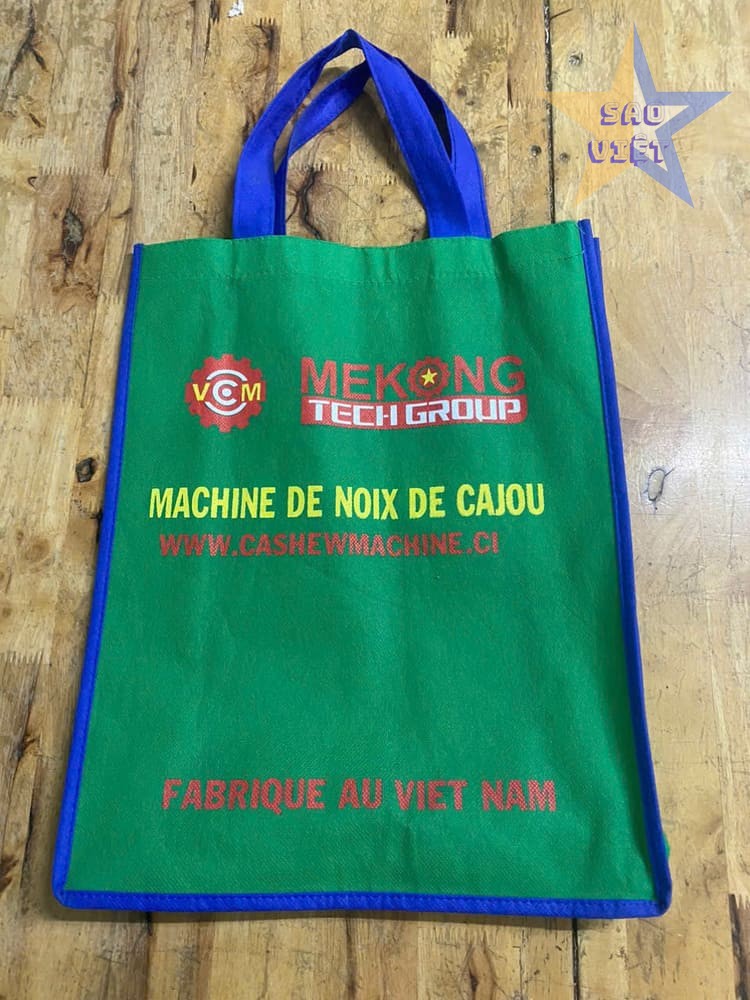 SAO
VIỆT
VCM
MEKONG
TECH GROUP
MACHINE DE NOIX DE CAJOU
WWW.CASHEWMACHINE.CI
FABRIQUE AU VIET NAM